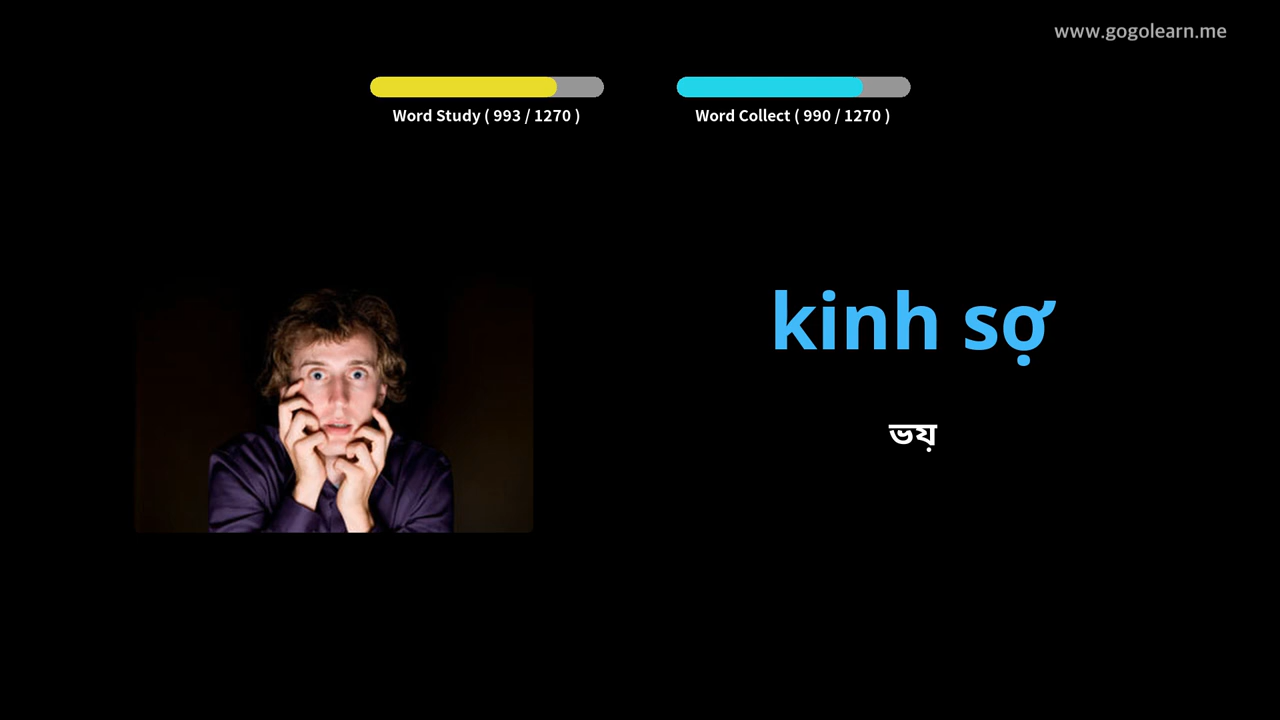 www.gogolearn.me
Word Study ( 993 / 1270 )
Word Collect ( 990 / 1270 )
kinh sợ
ভয়